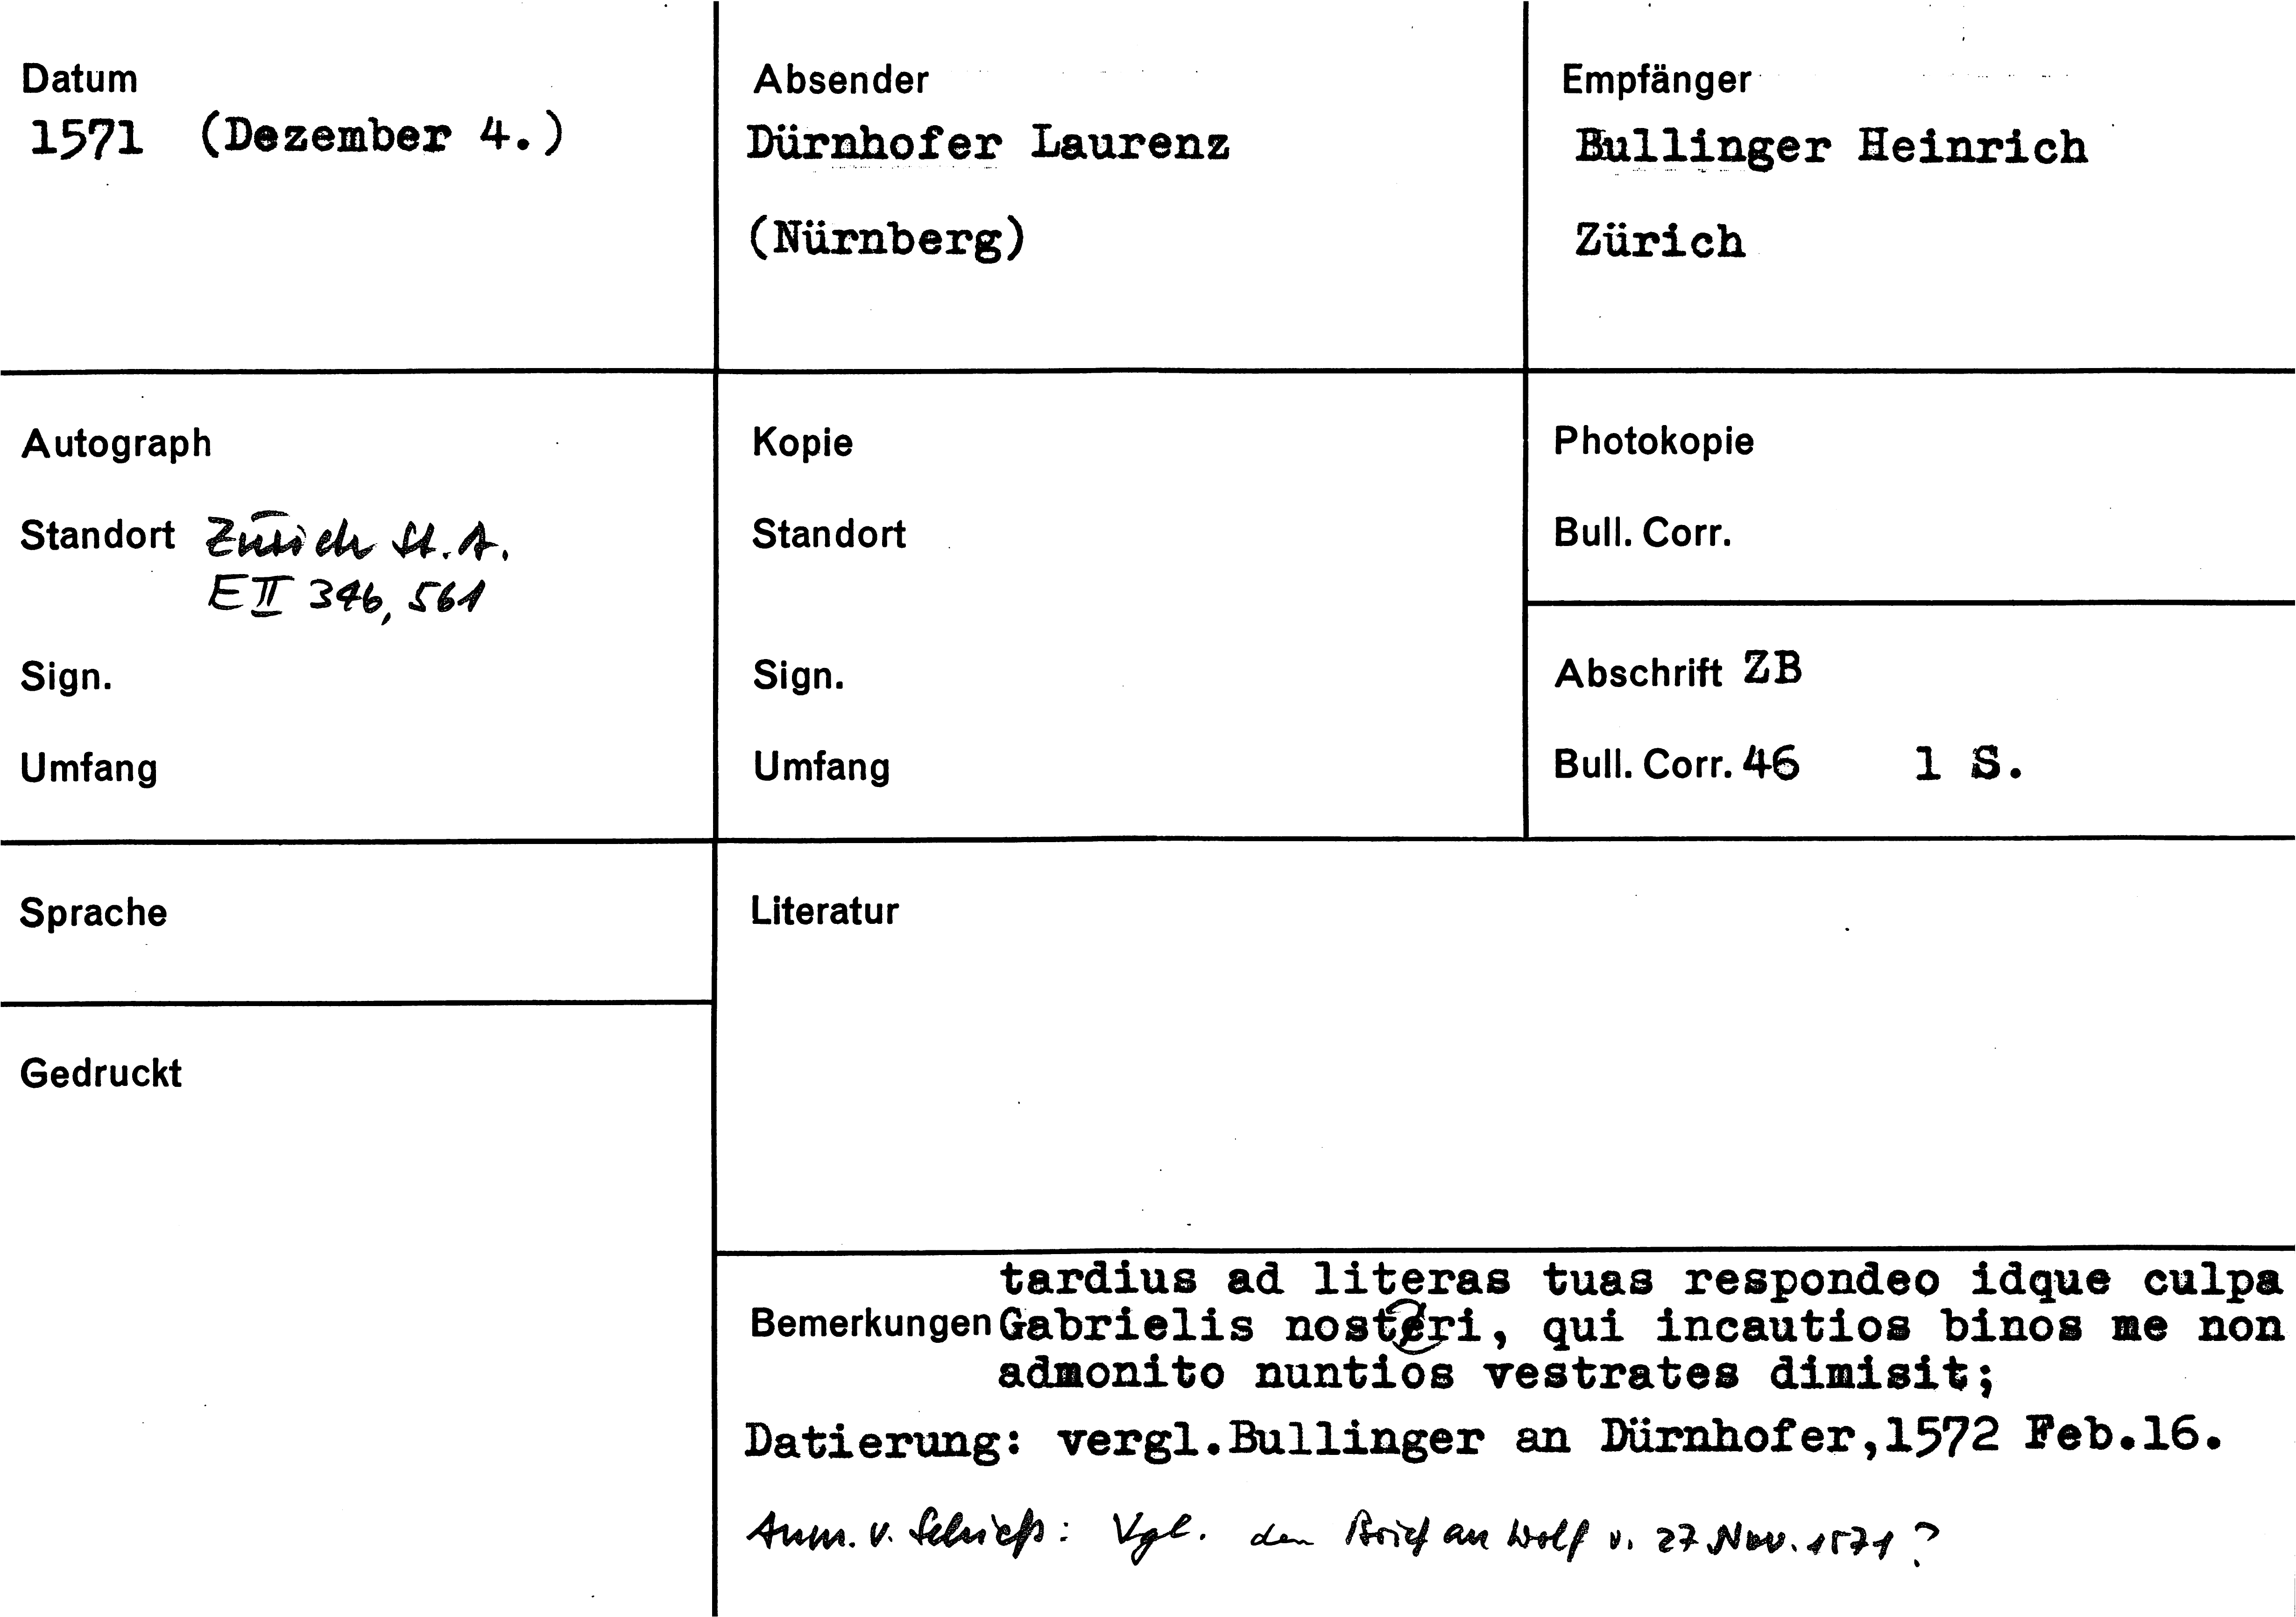 Datum
1571 (Dezember 4.)
Absender
Dürnhofer Laurenz
(Nürnberg)
Empfänger
Bullinger Heinrich
Zürich
Autograph
Standort Zürich St. A.
E II 346, 561
Sign.
Umfang
Kopie
Standort
Sign.
Umfang
Photokopie
Bull. Corr.
Abschrift ZB
Bull. Corr. 46 1 S.
Sprache
Gedruckt
Literatur
tardius ad literas tuas respondeo idque culpa
Bemerkungen Gabrielis nostri, qui incautios binos me non
admonito nuntios vestrates dimisit;
Datierung: vergl.Bullinger an Dürnhofer,1572 Feb.16.
Anm. v. Schieß: Vgl. den Brief an Wolf v. 27 Nov. 1571?